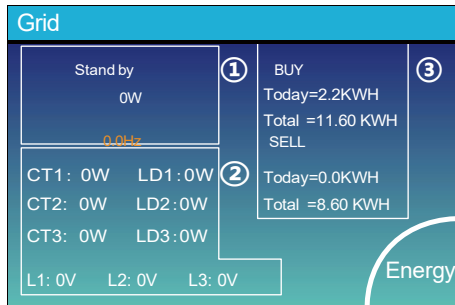 Grid
Stand by
0W
0.0Hz
①
CT1: 0W LD1:0W
CT2: 0W LD2:0W
CT3: 0W LD3:0W
②
L1: 0V L2: 0V L3: 0V
BUY
Today=2.2KWH
Total =11.60 KWH
SELL
Today=0.0KWH
Total =8.60 KWH
③
Energy